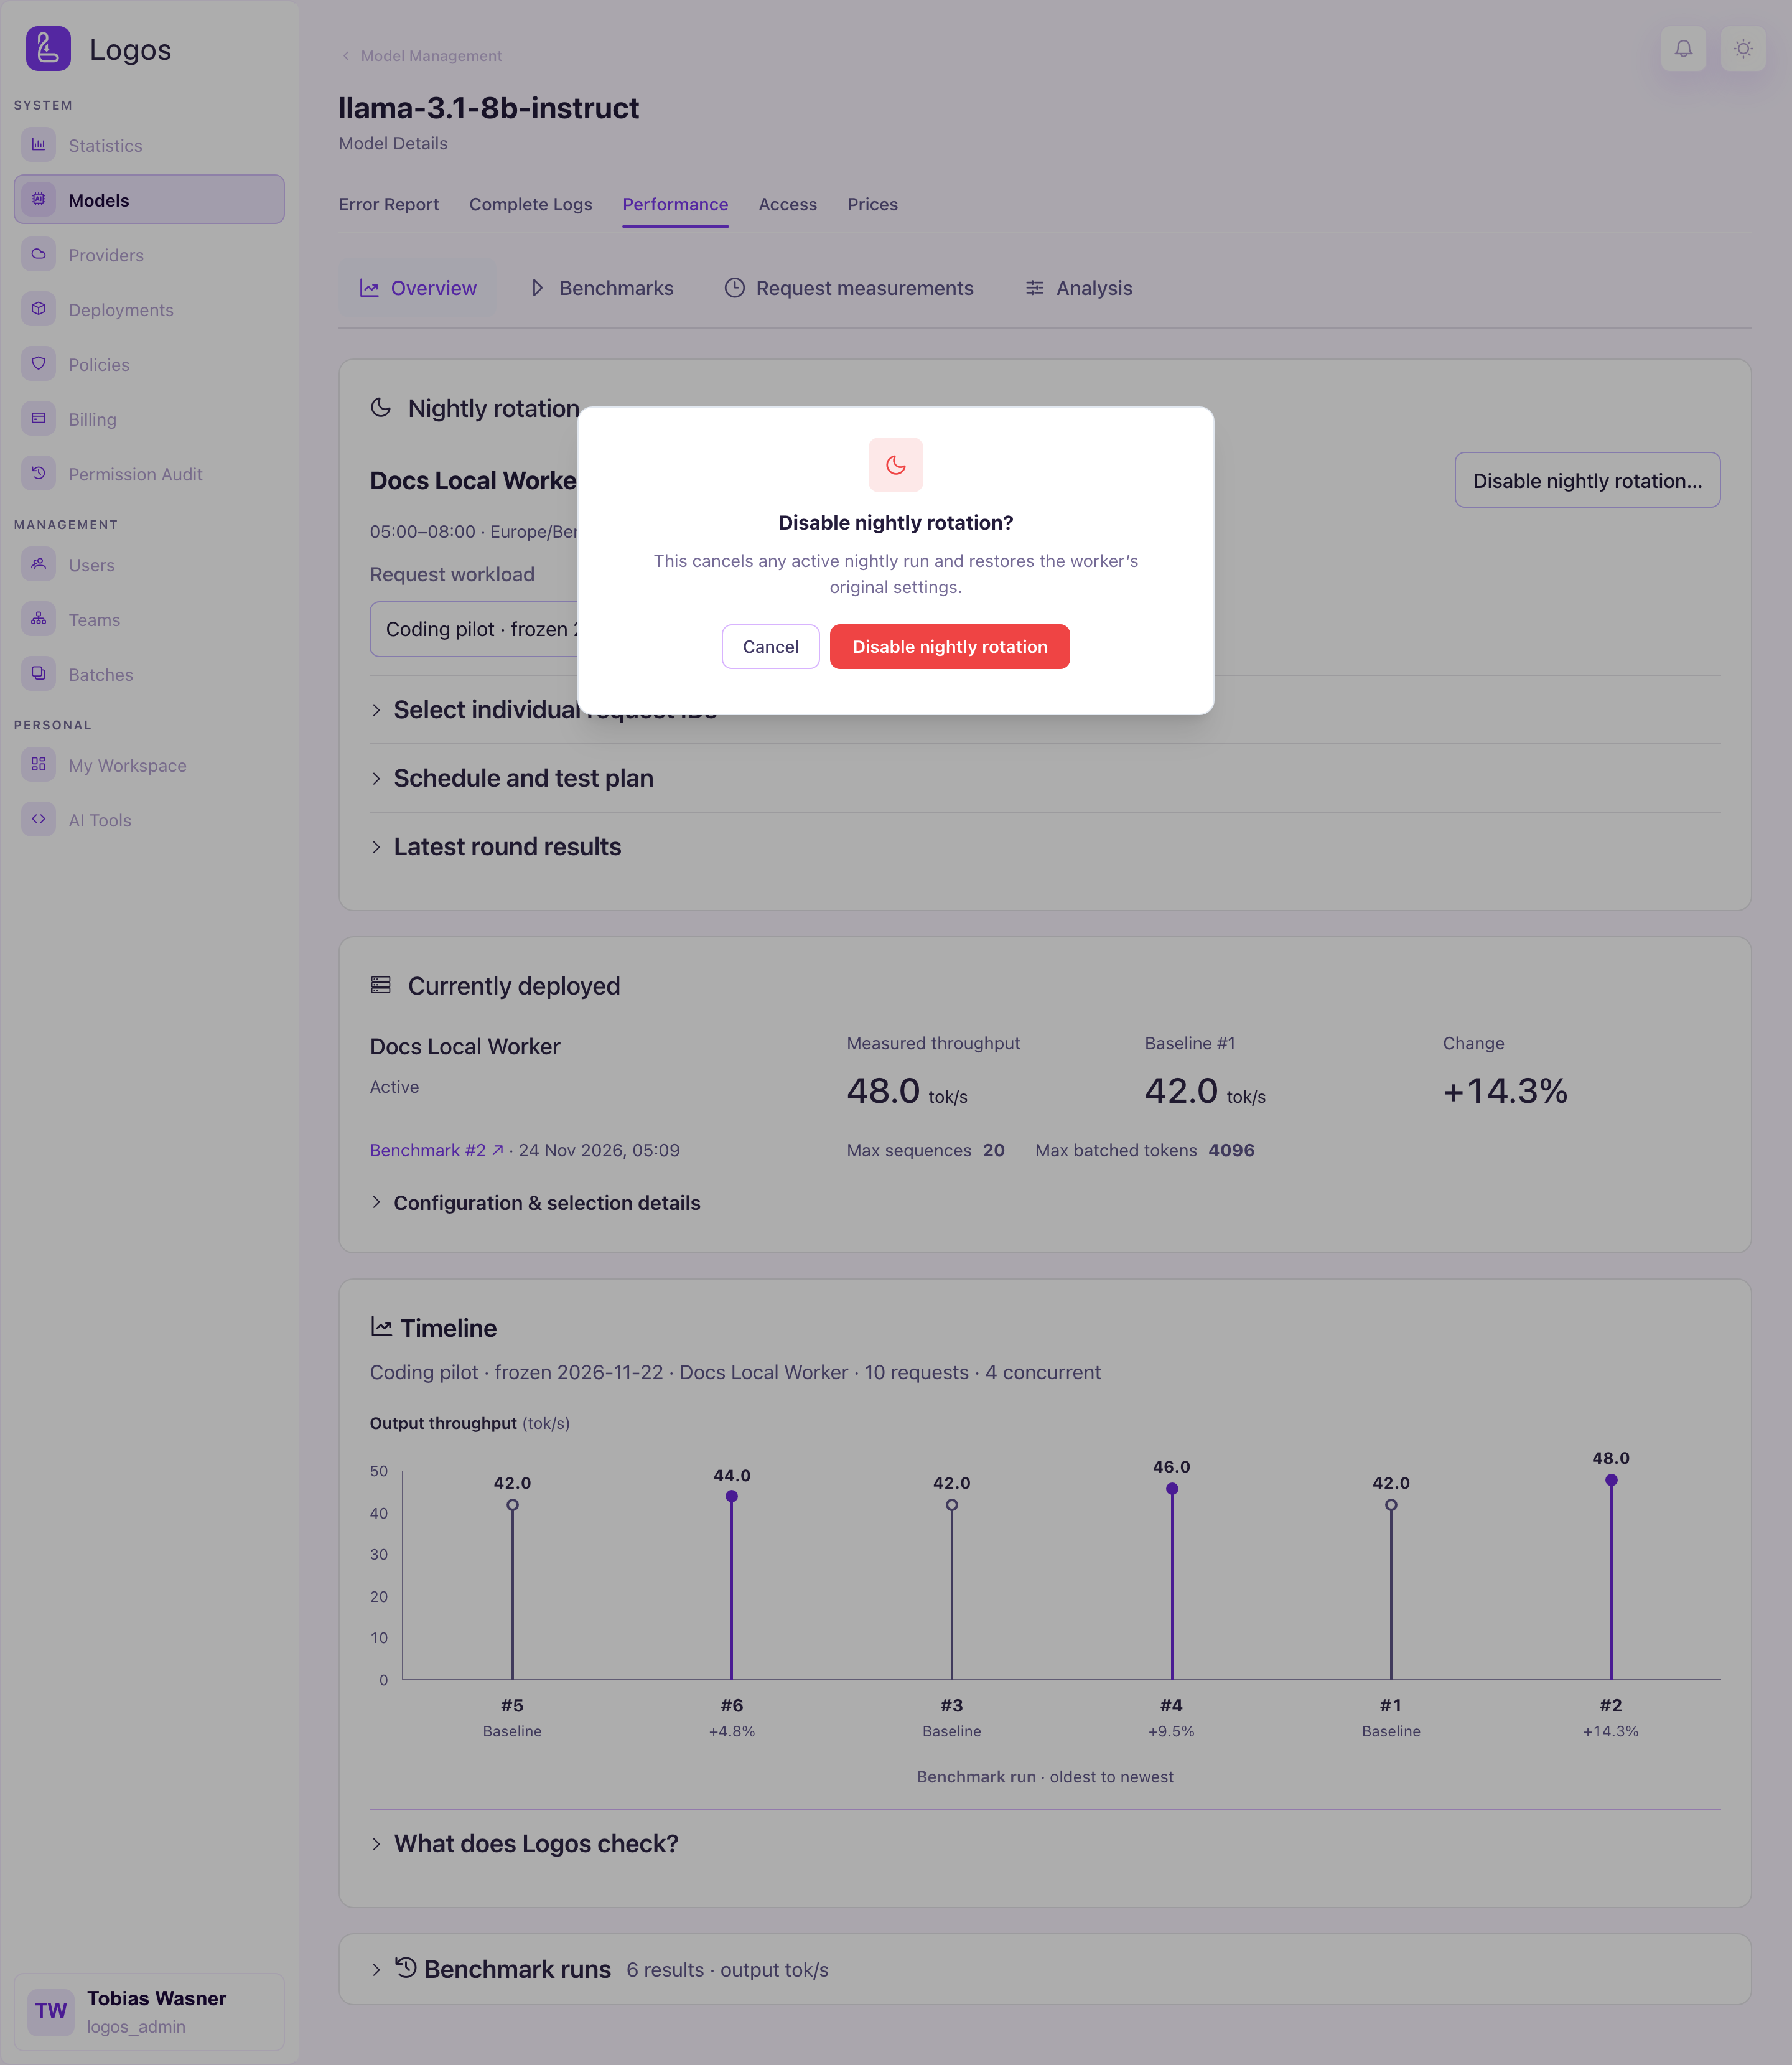 Logos
SYSTEM
Statistics
Models
Providers
Deployments
Policies
Billing
Permission Audit
MANAGEMENT
Users
Teams
Batches
PERSONAL
My Workspace
AI Tools
TW
Tobias Wasner
logos_admin
Model Management
llama-3.1-8b-instruct
Model Details
Error Report
Complete Logs
Performance
Access
Prices
Overview
Benchmarks
Request measurements
Analysis
Nightly rotation
Docs Local Worke
Disable nightly rotation...
05:00–08:00 · Europe/Ber
Request workload
Coding pilot · frozen
Disable nightly rotation?
This cancels any active nightly run and restores the worker’s
original settings.
Cancel
Disable nightly rotation
Select individual request IDs
Schedule and test plan
Latest round results
Currently deployed
Docs Local Worker
Active
Measured throughput
48.0 tok/s
Baseline #1
42.0 tok/s
Change
+14.3%
Benchmark #2 ↗ · 24 Nov 2026, 05:09
Max sequences 20
Max batched tokens 4096
Configuration & selection details
Timeline
Coding pilot · frozen 2026-11-22 · Docs Local Worker · 10 requests · 4 concurrent
Output throughput (tok/s)
50
40
30
20
10
0
42.0
44.0
42.0
46.0
42.0
48.0
#5
Baseline
#6
+4.8%
#3
Baseline
#4
+9.5%
#1
Baseline
#2
+14.3%
Benchmark run · oldest to newest
What does Logos check?
Benchmark runs 6 results · output tok/s